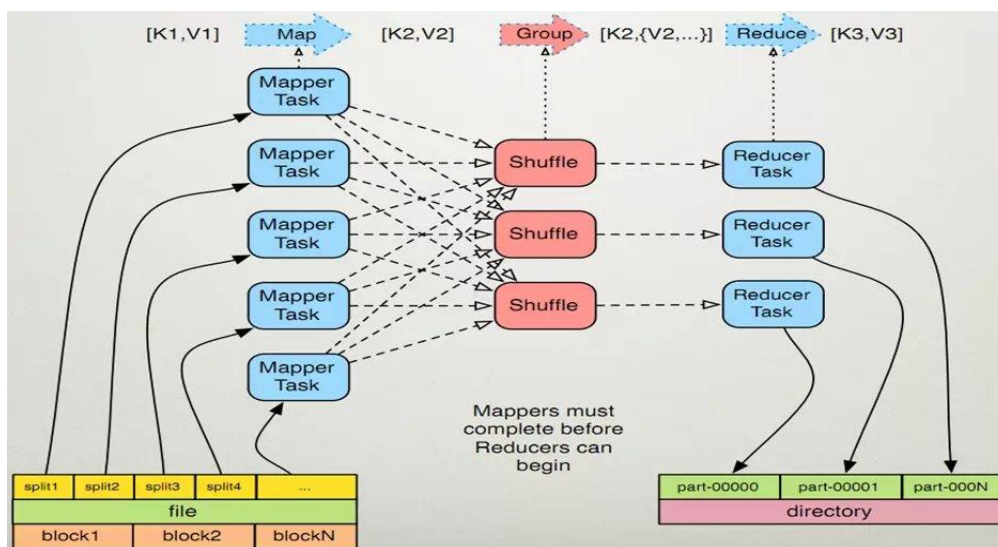 [K1,V1] Map [K2,V2] Group [K2,{V2,...}] Reduce [K3,V3]
Mapper
Task
Mapper
Task
Mapper
Task
Mapper
Task
Mapper
Task
Shuffle
Shuffle
Shuffle
Reducer
Task
Reducer
Task
Reducer
Task
Mappers must
complete before
Reducers can
begin
split1 split2 split3 split4 ...
file
block1 block2 blockN
part-00000 part-00001 part-000N
directory